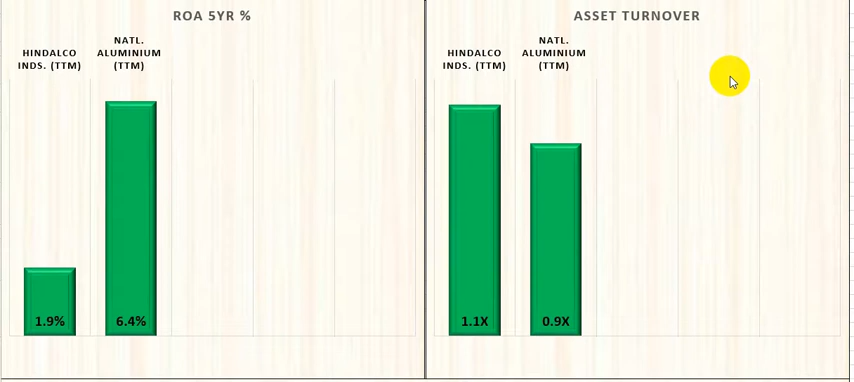 ROA 5YR %
HINDALCO
INDS. (TTM)
NATL.
ALUMINIUM
(TTM)
1.9%
6.4%
ASSET TURNOVER
HINDALCO
INDS. (TTM)
NATL.
ALUMINIUM
(TTM)
1.1X
0.9X